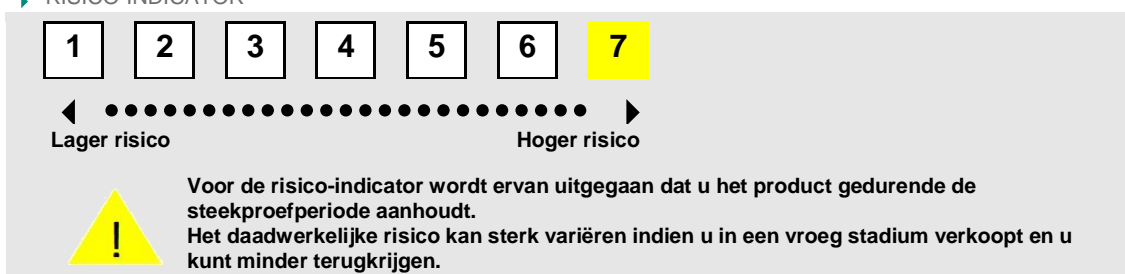 RISICO-INDICATOR
1 2 3 4 5 6 7
Lager risico Hoger risico
! Voor de risico-indicator wordt ervan uitgegaan dat u het product gedurende de
steekproefperiode aanhoudt.
Het daadwerkelijke risico kan sterk variëren indien u in een vroeg stadium verkoopt en u
kunt minder terugkrijgen.